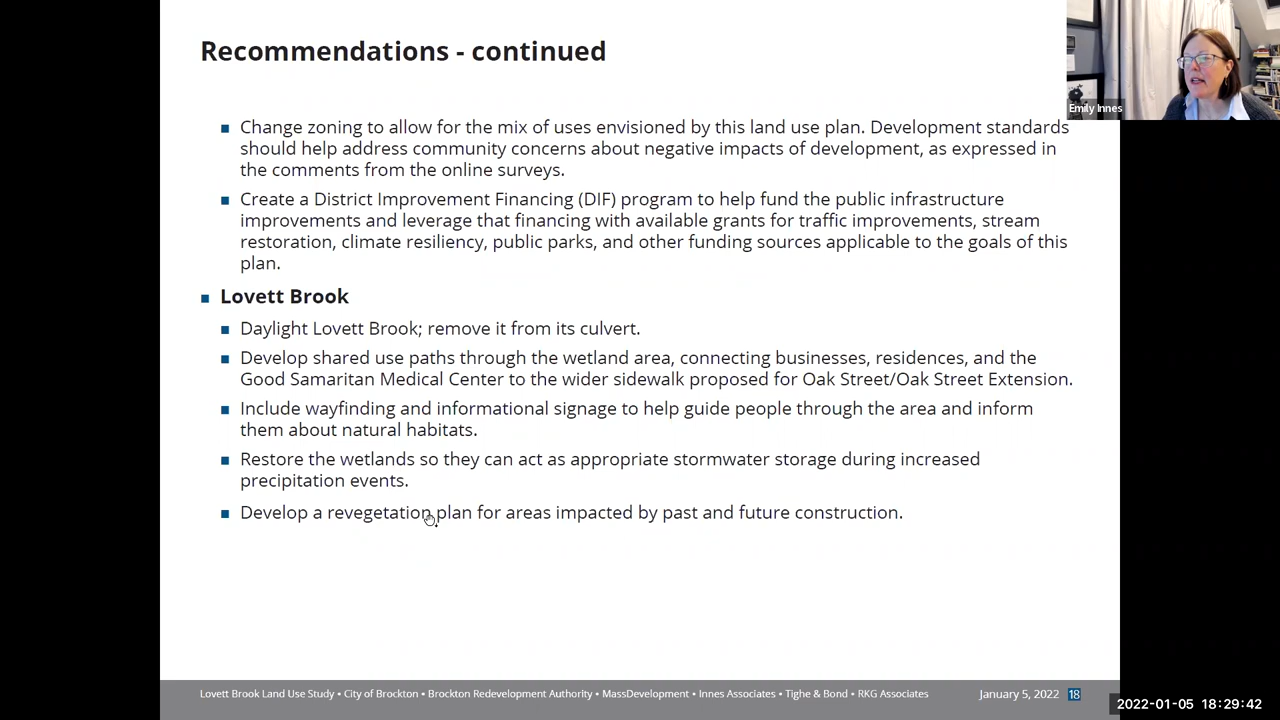 Recommendations - continued
Emily Innes
Change zoning to allow for the mix of uses envisioned by this land use plan. Development standards
should help address community concerns about negative impacts of development, as expressed in
the comments from the online surveys.
Create a District Improvement Financing (DIF) program to help fund the public infrastructure
improvements and leverage that financing with available grants for traffic improvements, stream
restoration, climate resiliency, public parks, and other funding sources applicable to the goals of this
plan.
Lovett Brook
Daylight Lovett Brook; remove it from its culvert.
Develop shared use paths through the wetland area, connecting businesses, residences, and the
Good Samaritan Medical Center to the wider sidewalk proposed for Oak Street/Oak Street Extension.
Include wayfinding and informational signage to help guide people through the area and inform
them about natural habitats.
Restore the wetlands so they can act as appropriate stormwater storage during increased
precipitation events.
Develop a revegetation plan for areas impacted by past and future construction.
Lovett Brook Land Use Study • City of Brockton • Brockton Redevelopment Authority • MassDevelopment • Innes Associates • Tighe & Bond • RKG Associates
January 5, 2022 18
2022-01-05 18:29:42